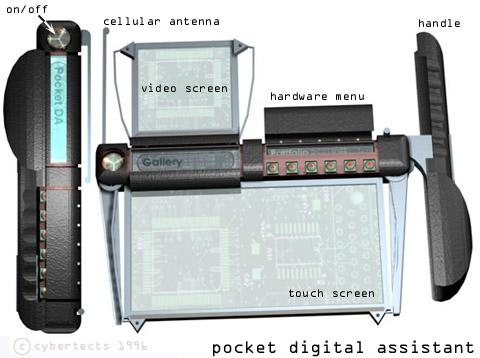 on/off
cellular antenna
handle
video screen
hardware menu
Pocket DA
Gallery
Portfolio
touch screen
© cybertects 1996
pocket digital assistant